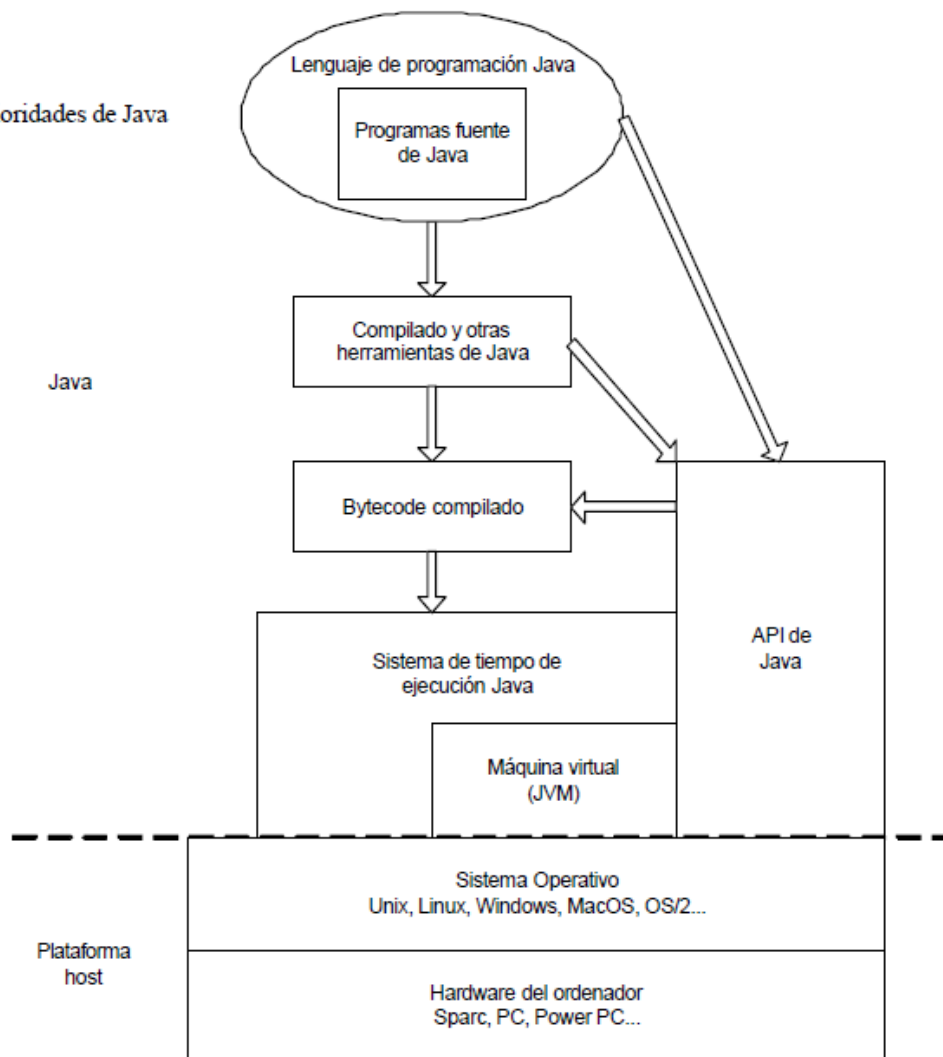 Lenguaje de programación Java
oridades de Java
Programas fuente
de Java
Compilado y otras
herramientas de Java
Java
Bytecode compilado
API de
Java
Sistema de tiempo de
ejecución Java
Máquina virtual
(JVM)
Sistema Operativo
Unix, Linux, Windows, MacOS, OS/2...
Plataforma
host
Hardware del ordenador
Sparc, PC, Power PC...